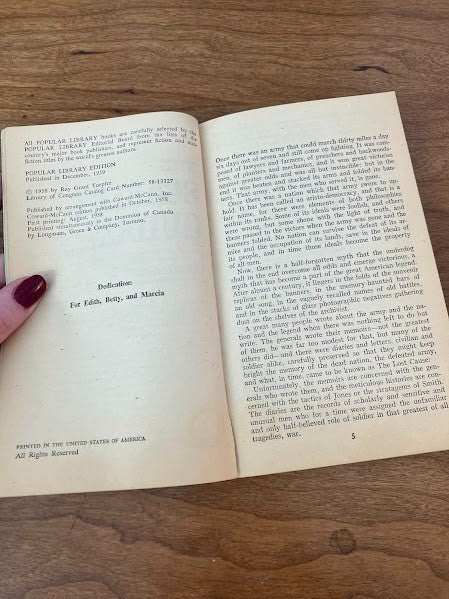 All POPULAR LIBRARY books are carefully selected by the
POPULAR LIBRARY Editorial Board from the lists of the
country's major book publishers, and represent fiction and non-
fiction titles by the world's greatest authors.
POPULAR LIBRARY EDITION
Published in December, 1959
© 1958 by Ray Grant Toepfer
Library of Congress Catalog Card Number: 58-13327
Published by arrangement with Coward-McCann, Inc.
Coward-McCann edition published in October, 1958
First printing: August, 1958
Published simultaneously in the Dominion of Canada
by Longmans, Green & Company, Toronto.
Dedication:
For Edith, Betty, and Marcia
PRINTED IN THE UNITED STATES OF AMERICA
All Rights Reserved
Once there was an army that could march thirty miles a day
six days out of seven and still come up fighting. It was com-
posed of lawyers and farmers, of preachers and backwoods-
men, of planters and mechanics, and it won great victories
against greater odds and was all but invincible. In the end
it was beaten and stacked its arms and folded its ban-
ners. That army, and the men who served it, is gone.
Once there was a nation that which that army swore to up-
hold. It has been called an aristo-democracy, and that is a
fair name, for there were elements of both philosophies
within its ranks. Some of its ideas were foolish, and others
were wrong, but some shone with the light of truth, and
these passed to the victory when the army was gone and the
banners folded. No nation can survive the defeat of its ar-
mies and the occupation of its lands, save in the ideals of
its people, and in time those ideals become the property
of all men.
Now, there is a half-forgotten myth that the underdog
shall in the end overcome all odds and emerge victorious, a
myth that has become a part of the great American legend.
After almost a century, it lingers in the folds of the souvenir
replicas of the banners, in the memory-haunted bars of
an old song, in the vaguely recalled names of old battles,
and in the stacks of glass photographic negatives gathering
dust on the shelves of the archivist.
A great many people wrote about the army and the na-
tion and the legend when there was nothing left to do but
write. The generals wrote their memoirs—not the greatest
of them, he was far too modest for that, but many of the
others did—and there were diaries and letters, civilian and
soldier alike, carefully preserved so that they might keep
bright the memory of the dead nation, the defeated army,
and what, in time, came to be known as The Lost Cause.
Unfortunately, the memoirs are concerned with the gen-
erals who wrote them, and the meticulous histories are con-
cerned with the tactics of Jones or the stratagems of Smith.
The diaries are the records of scholarly and sensitive and
unusual men who for a time were assigned the unfamiliar
and only half-believed role of soldier in that greatest of all
tragedies, war.
5